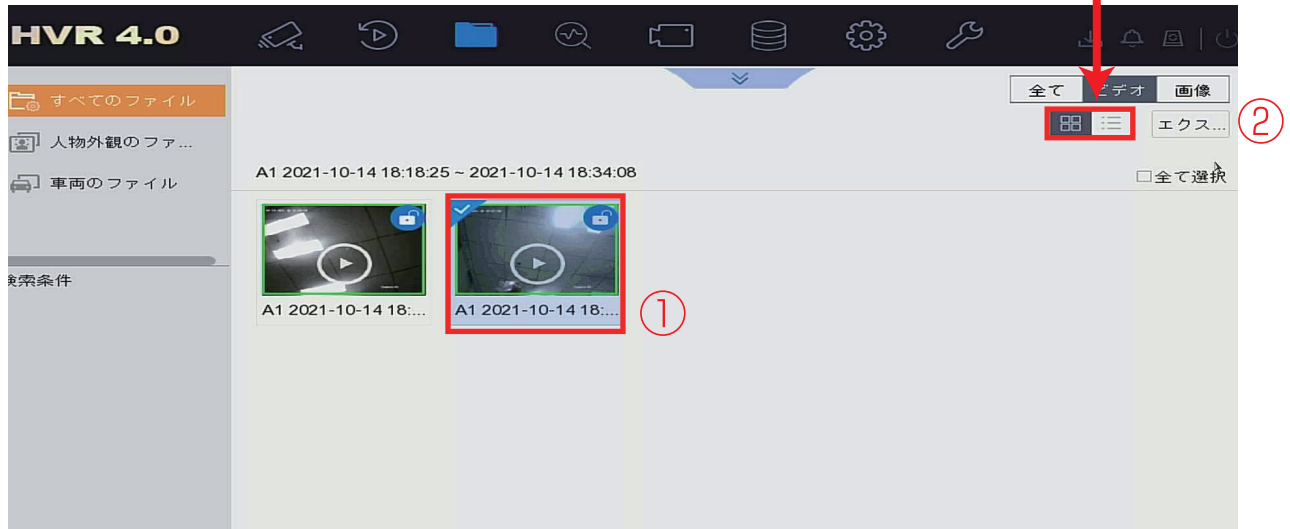 HVR 4.0
すべてのファイル
人物外観のファ...
車両のファイル
検索条件
全て ビデオ 画像
エクス... ②
A1 2021-10-14 18:18:25 ~ 2021-10-14 18:34:08
全て選択
A1 2021-10-14 18:...
A1 2021-10-14 18:...
①